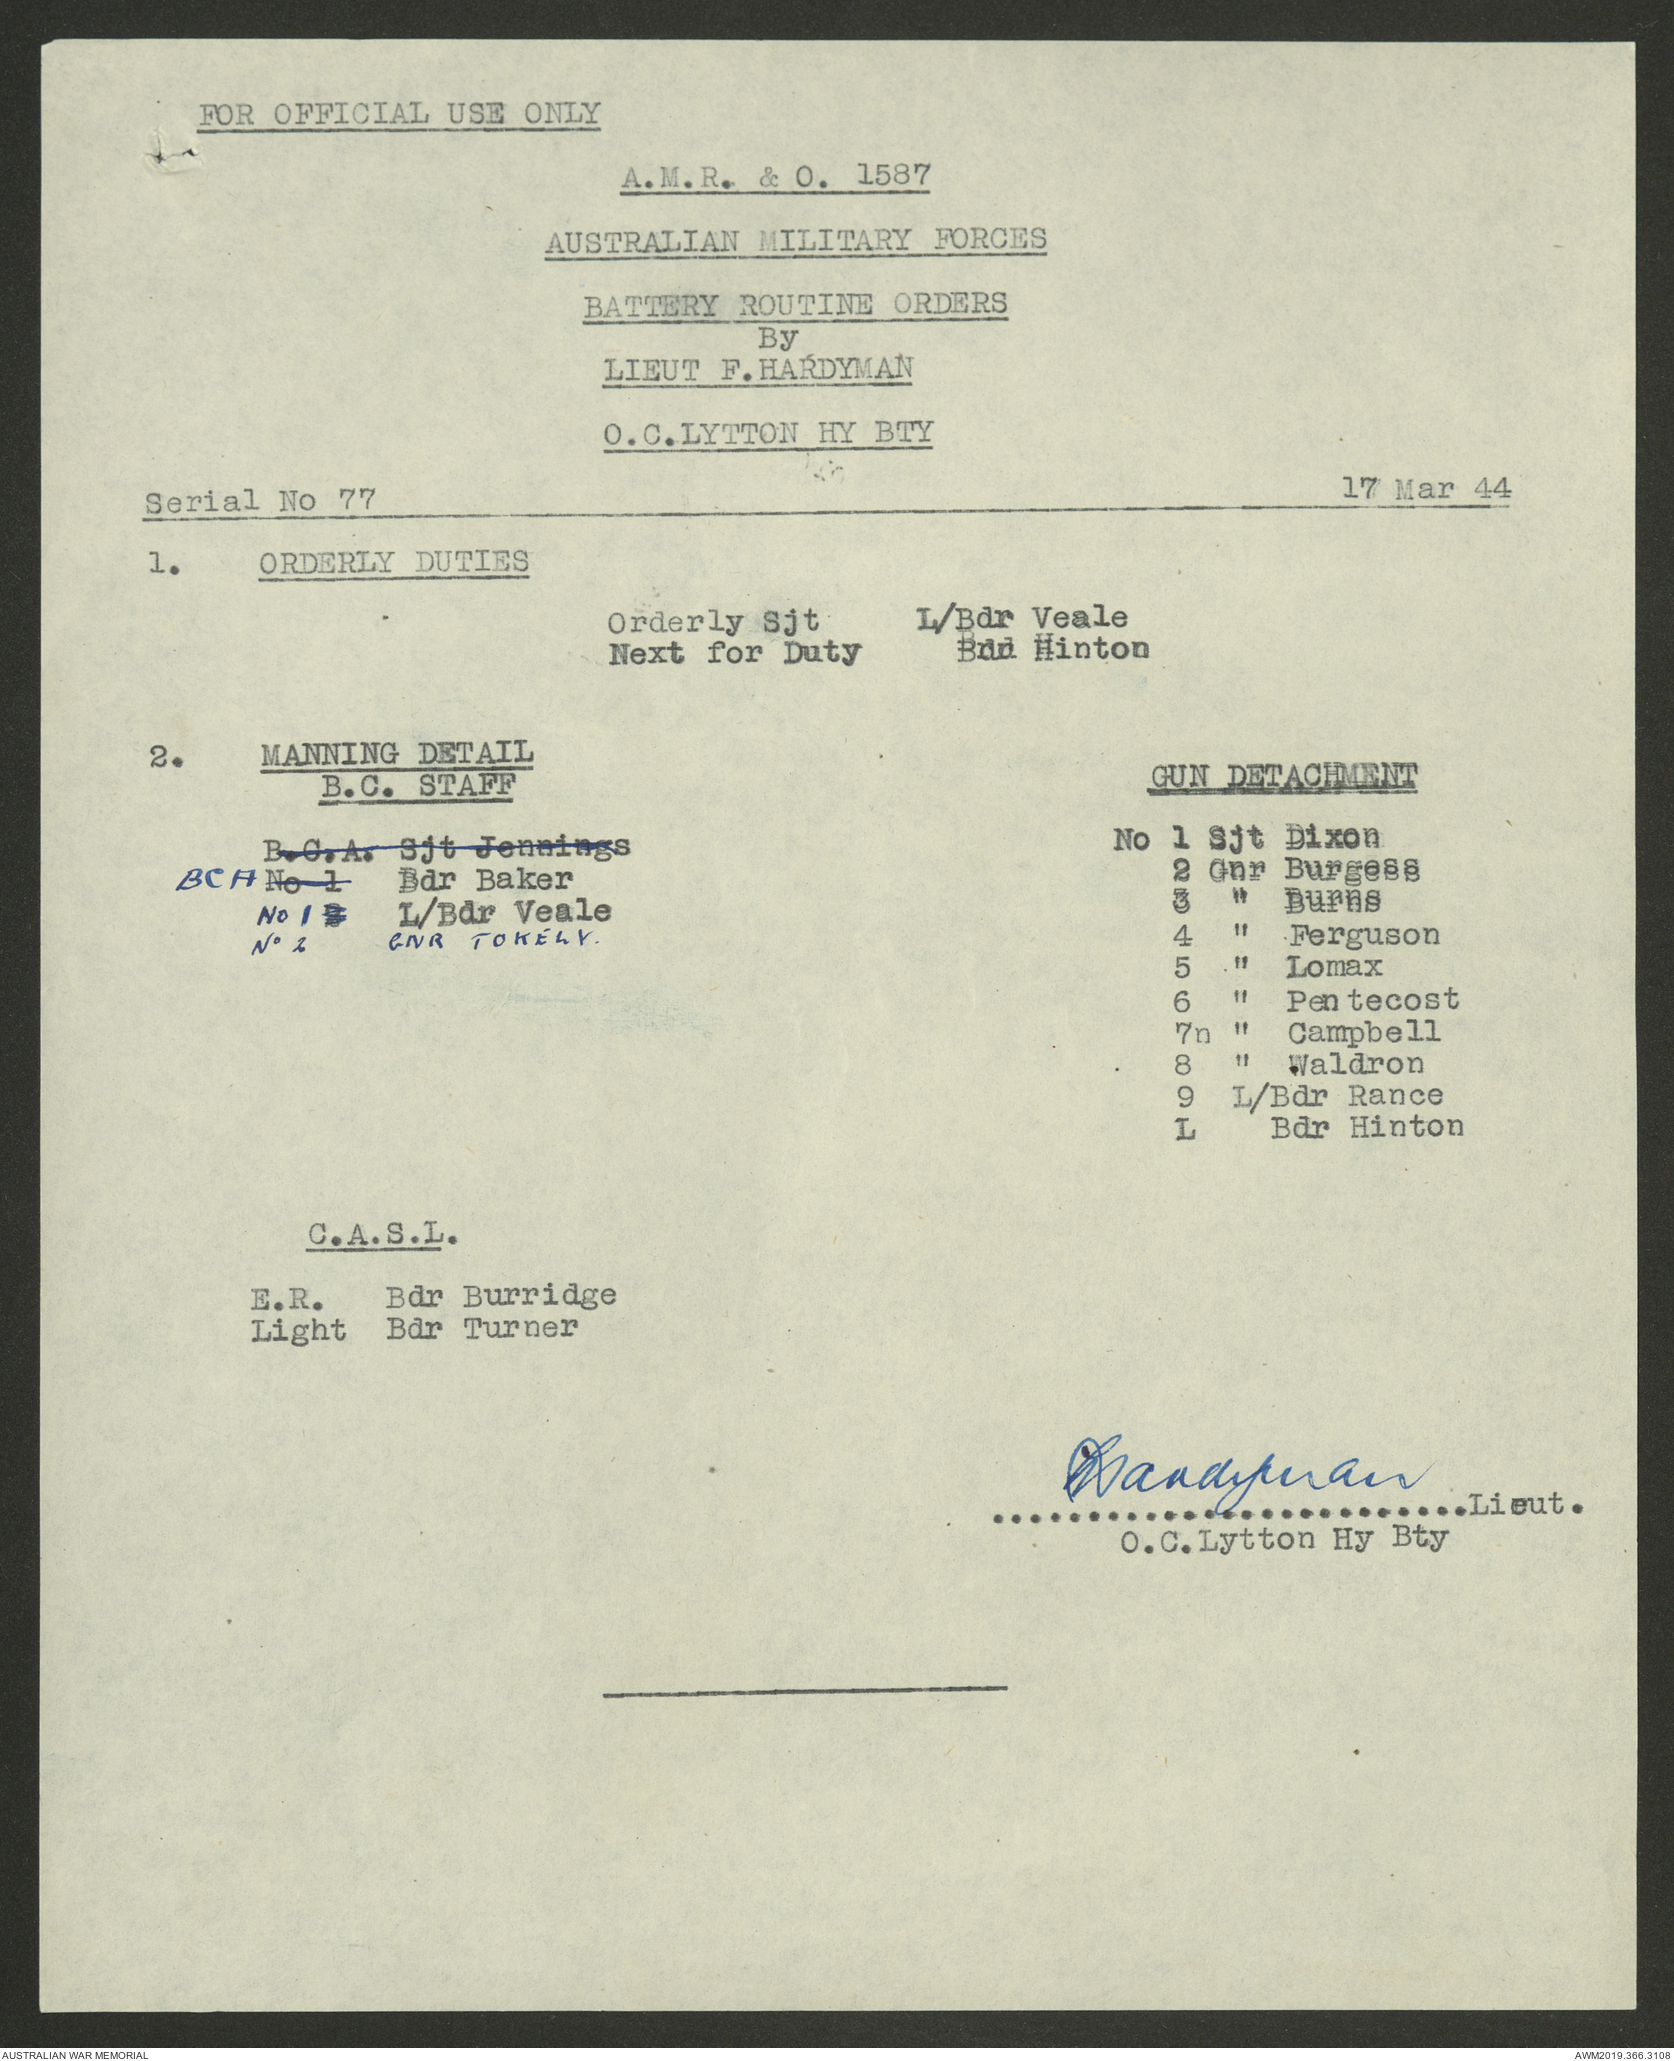 FOR OFFICIAL USE ONLY
A.M.R. & O. 1587
AUSTRALIAN MILITARY FORCES
BATTERY ROUTINE ORDERS
By
LIEUT F.HARDYMAN
O.C.LYTTON HY BTY
Serial No 77 17 Mar 44
1. ORDERLY DUTIES
Orderly Sjt L/Bdr Veale
Next for Duty Bdr Hinton
2. MANNING DETAIL
B.C. STAFF
B.C.A. Sjt Jennings
BCA No 1 Bdr Baker
No 1 2 L/Bdr Veale
No 2 GNR TOKELY.
GUN DETACHMENT
No 1 Sjt Dixon
2 Gnr Burgess
3 " Burns
4 " Ferguson
5 " Lomax
6 " Pentecost
7n " Campbell
8 " Waldron
9 L/Bdr Rance
L Bdr Hinton
C.A.S.L.
E.R. Bdr Burridge
Light Bdr Turner
FHardyman
.........................Lieut.
O.C.Lytton Hy Bty
AUSTRALIAN WAR MEMORIAL AWM2019.366.3108